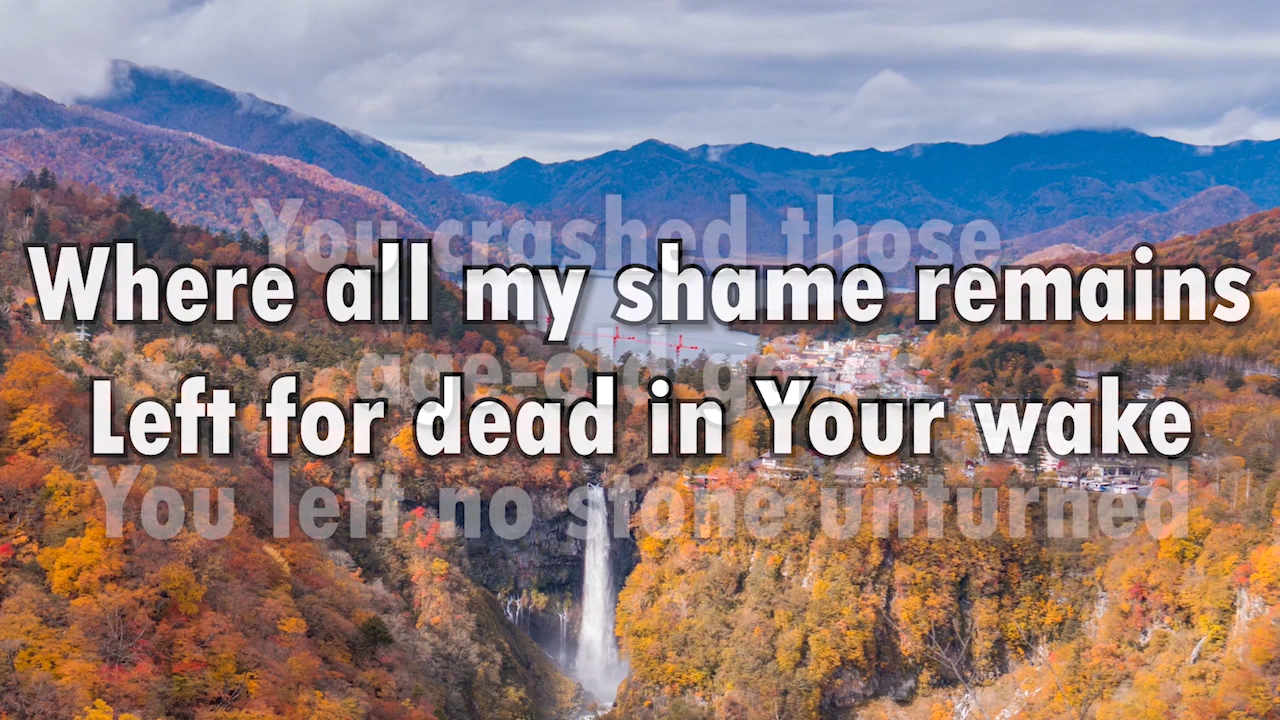 You crashed those
Where all my shame remains
age-old g
Left for dead in Your wake
You left no stone unturned